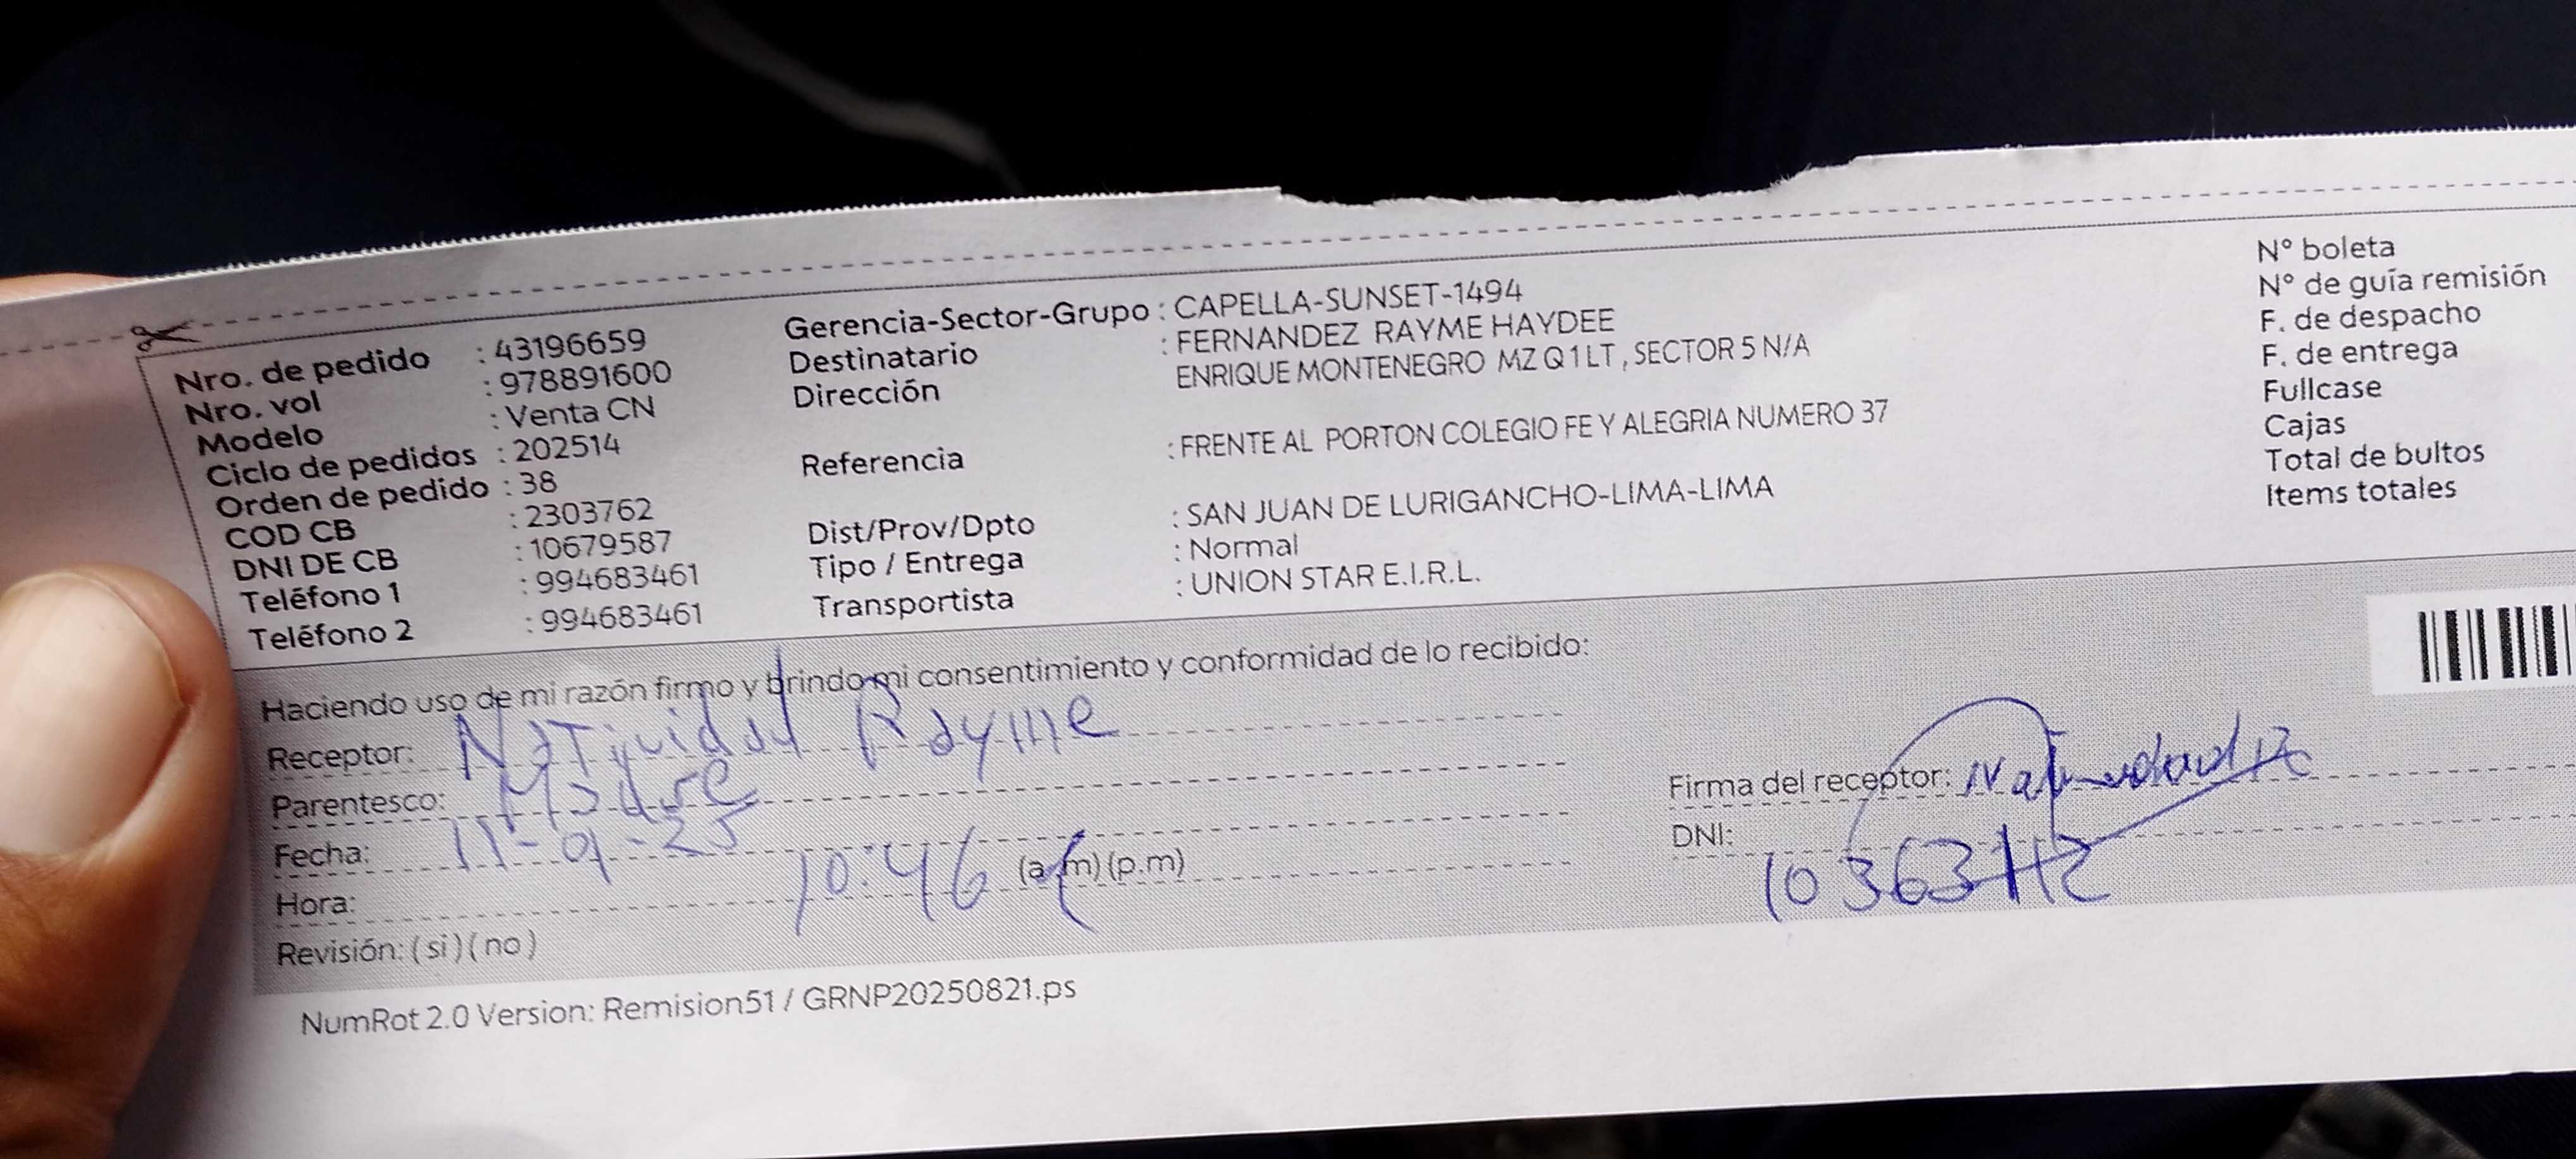 Nro. de pedido : 43196659
Nro. vol : 978891600
Modelo : Venta CN
Ciclo de pedidos : 202514
Orden de pedido : 38
COD CB : 2303762
DNI DE CB : 10679587
Teléfono 1 : 994683461
Teléfono 2 : 994683461
Gerencia-Sector-Grupo : CAPELLA-SUNSET-1494
Destinatario : FERNANDEZ RAYME HAYDEE
Dirección ENRIQUE MONTENEGRO MZ Q 1 LT , SECTOR 5 N/A
Referencia : FRENTE AL PORTON COLEGIO FE Y ALEGRIA NUMERO 37
Dist/Prov/Dpto : SAN JUAN DE LURIGANCHO-LIMA-LIMA
Tipo / Entrega : Normal
Transportista : UNION STAR E.I.R.L.
N° boleta
N° de guía remisión
F. de despacho
F. de entrega
Fullcase
Cajas
Total de bultos
Items totales
Haciendo uso de mi razón firmo y brindo mi consentimiento y conformidad de lo recibido:
Receptor: Natividad Rayme
Parentesco: Madre
Fecha: 11-9-25
Hora: 10:46 (a.m) (p.m)
Revisión: (si) (no)
Firma del receptor: Natividad R
DNI:
NumRot 2.0 Version: Remision51 / GRNP20250821.ps